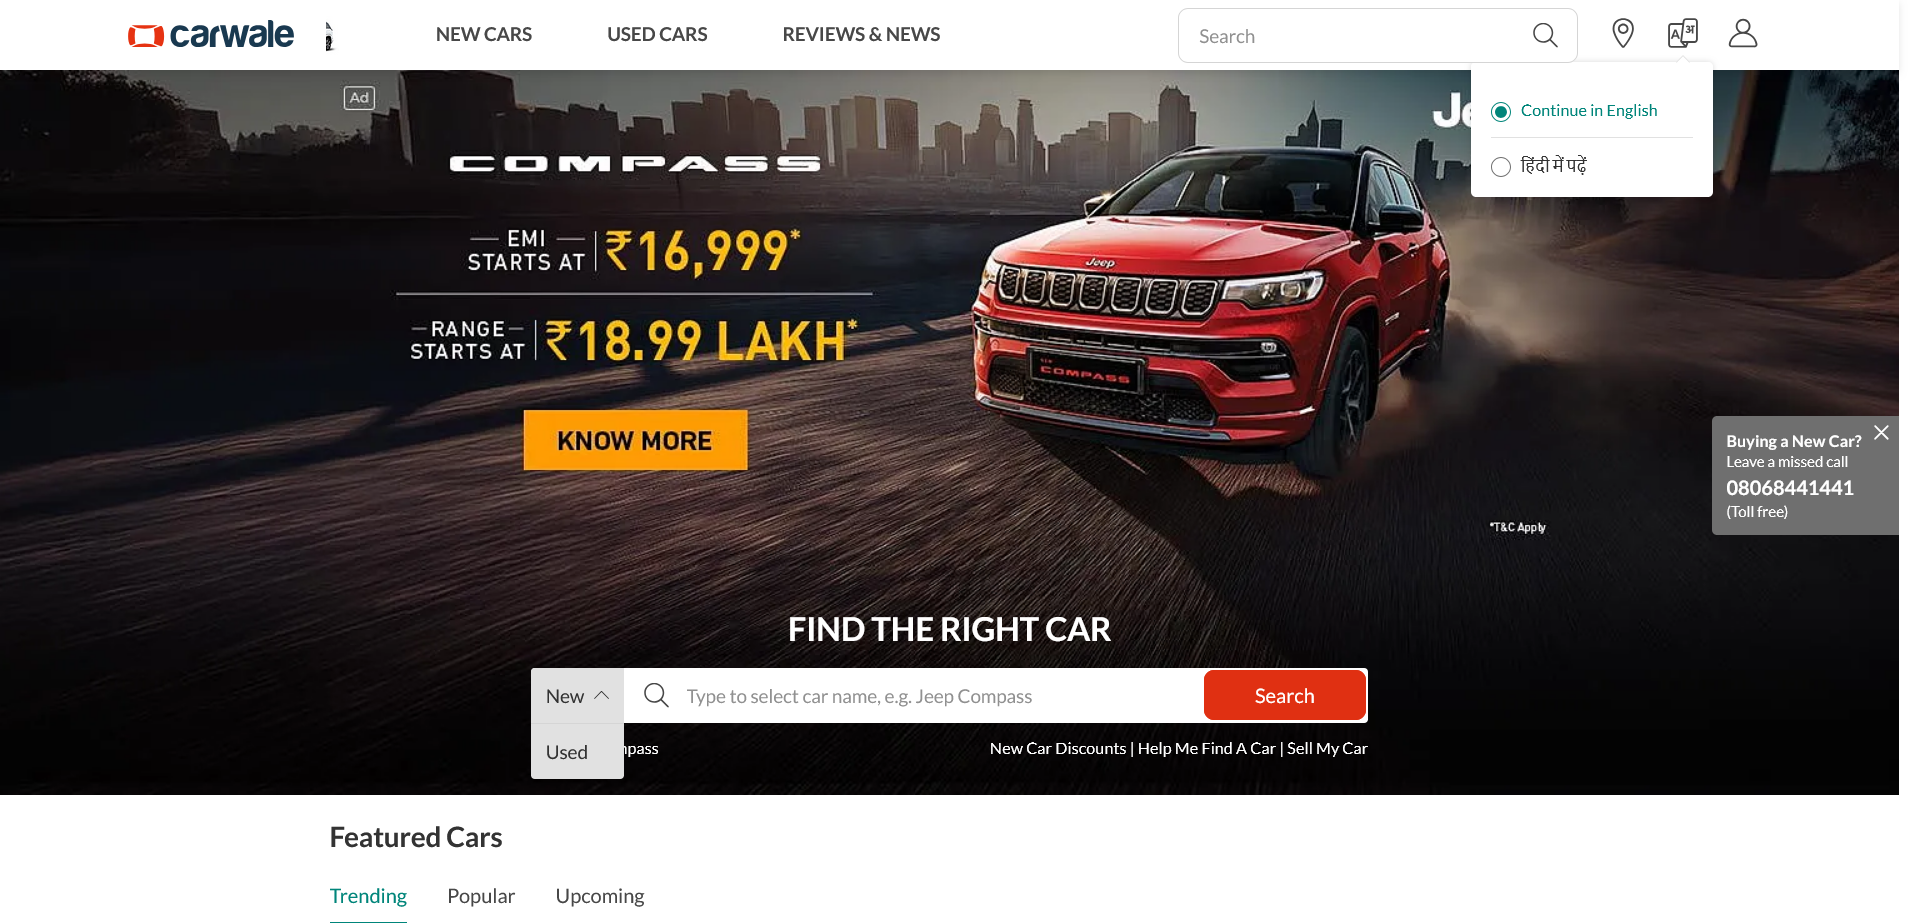 carwale
NEW CARS
USED CARS
REVIEWS & NEWS
Search
A अ
Ad
Continue in English
हिंदी में पढ़ें
COMPASS
EMI
STARTS AT
₹16,999*
RANGE
STARTS AT
₹18.99 LAKH*
KNOW MORE
Jeep
COMPASS
*T&C Apply
Buying a New Car?
Leave a missed call
08068441441
(Toll free)
FIND THE RIGHT CAR
New
Type to select car name, e.g. Jeep Compass
Search
Used
New Car Discounts | Help Me Find A Car | Sell My Car
Featured Cars
Trending
Popular
Upcoming